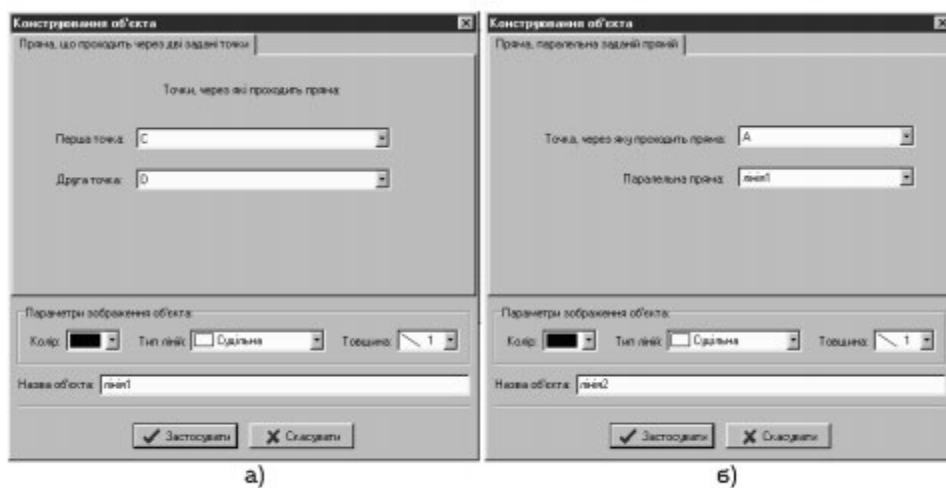 Конструювання об'єкта
Пряма, що проходить через дві задані точки
Точки, через які проходить пряма:
Перша точка: C
Друга точка: D
Параметри зображення об'єкта:
Колір: Тип лінії: Суцільна Товщина: 1
Назва об'єкта: лінія1
Застосувати Скасувати
а)
Конструювання об'єкта
Пряма, паралельна заданій прямій
Точка, через яку проходить пряма: A
Паралельна пряма: лінія1
Параметри зображення об'єкта:
Колір: Тип лінії: Суцільна Товщина: 1
Назва об'єкта: лінія2
Застосувати Скасувати
б)